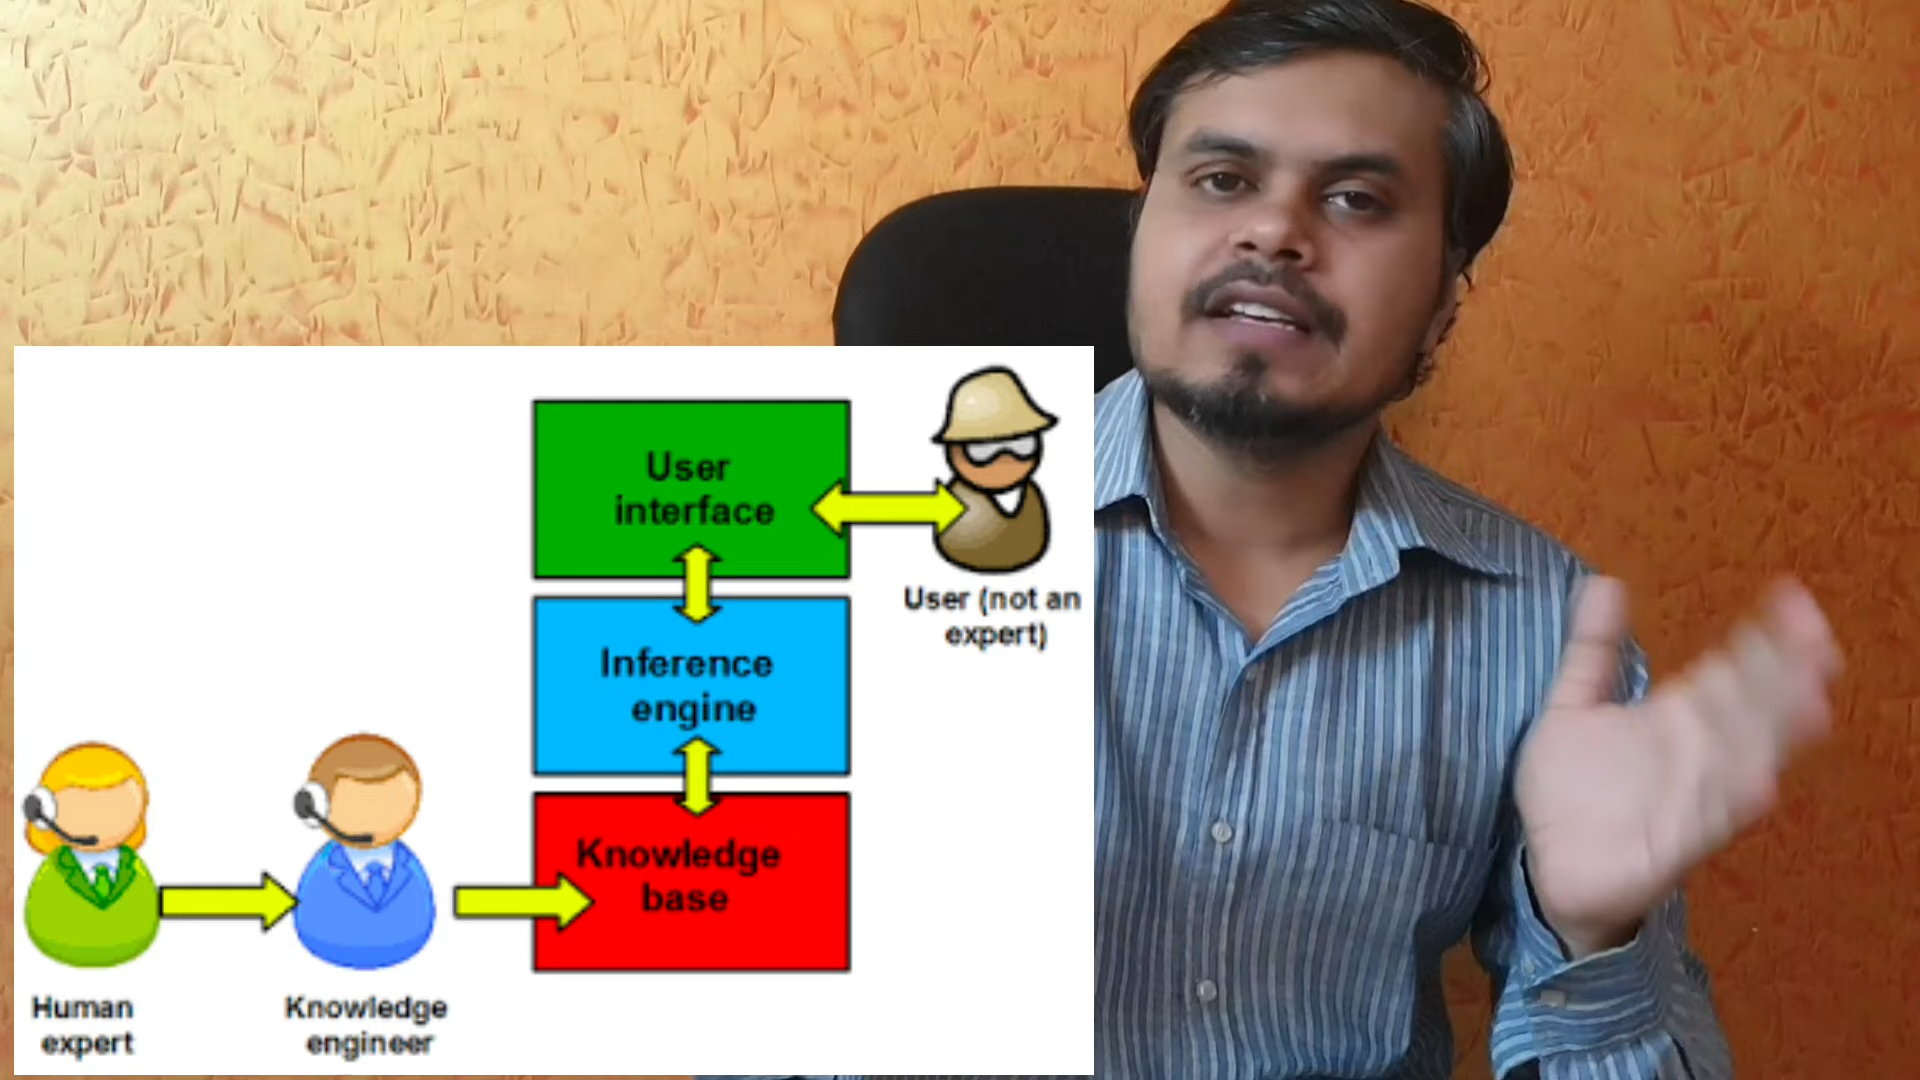 User
interface
User (not an
expert)
Inference
engine
Knowledge
base
Human
expert
Knowledge
engineer